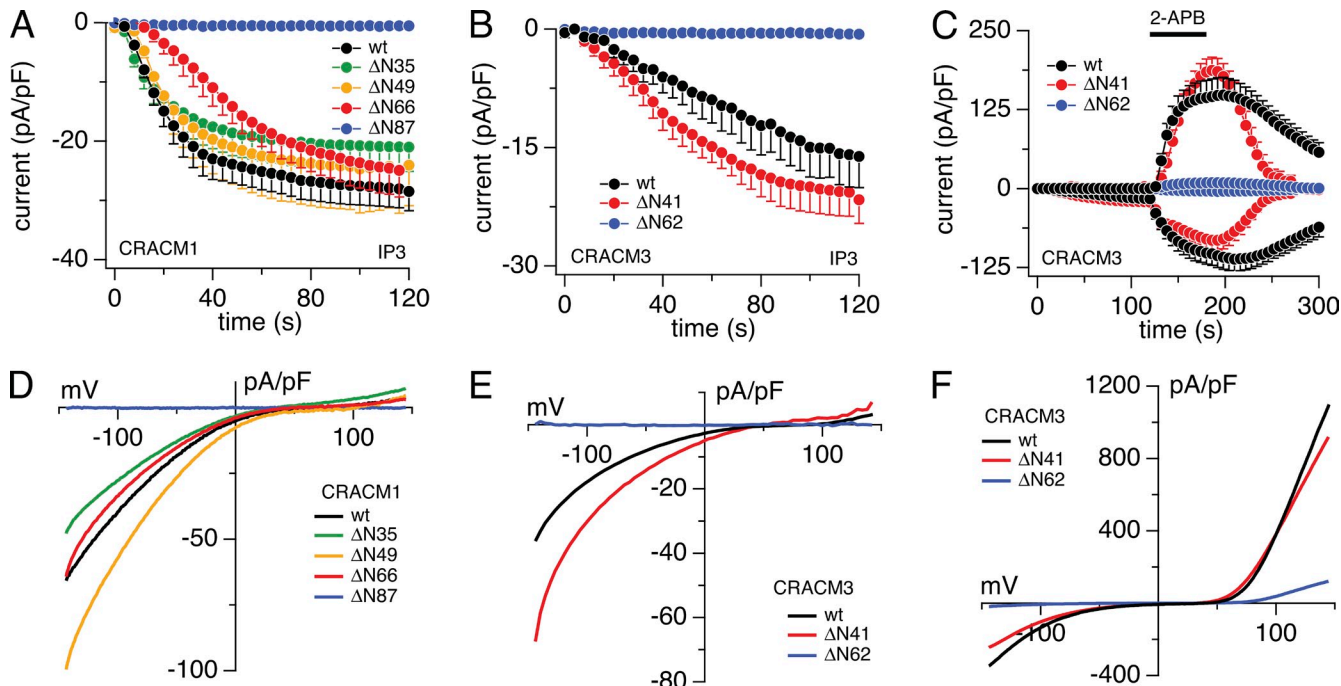 A
0
-20
-40
current (pA/pF)
wt
ΔN35
ΔN49
ΔN66
ΔN87
CRACM1
IP3
0
40
80
120
time (s)
B
0
-15
-30
current (pA/pF)
wt
ΔN41
ΔN62
CRACM3
IP3
0
40
80
120
time (s)
C
2-APB
250
125
0
-125
current (pA/pF)
wt
ΔN41
ΔN62
CRACM3
0
100
200
300
time (s)
D
mV
pA/pF
-100
100
-50
-100
CRACM1
wt
ΔN35
ΔN49
ΔN66
ΔN87
E
mV
pA/pF
-100
100
-20
-40
-60
-80
CRACM3
wt
ΔN41
ΔN62
F
pA/pF
1200
800
400
-400
CRACM3
wt
ΔN41
ΔN62
mV
-100
100